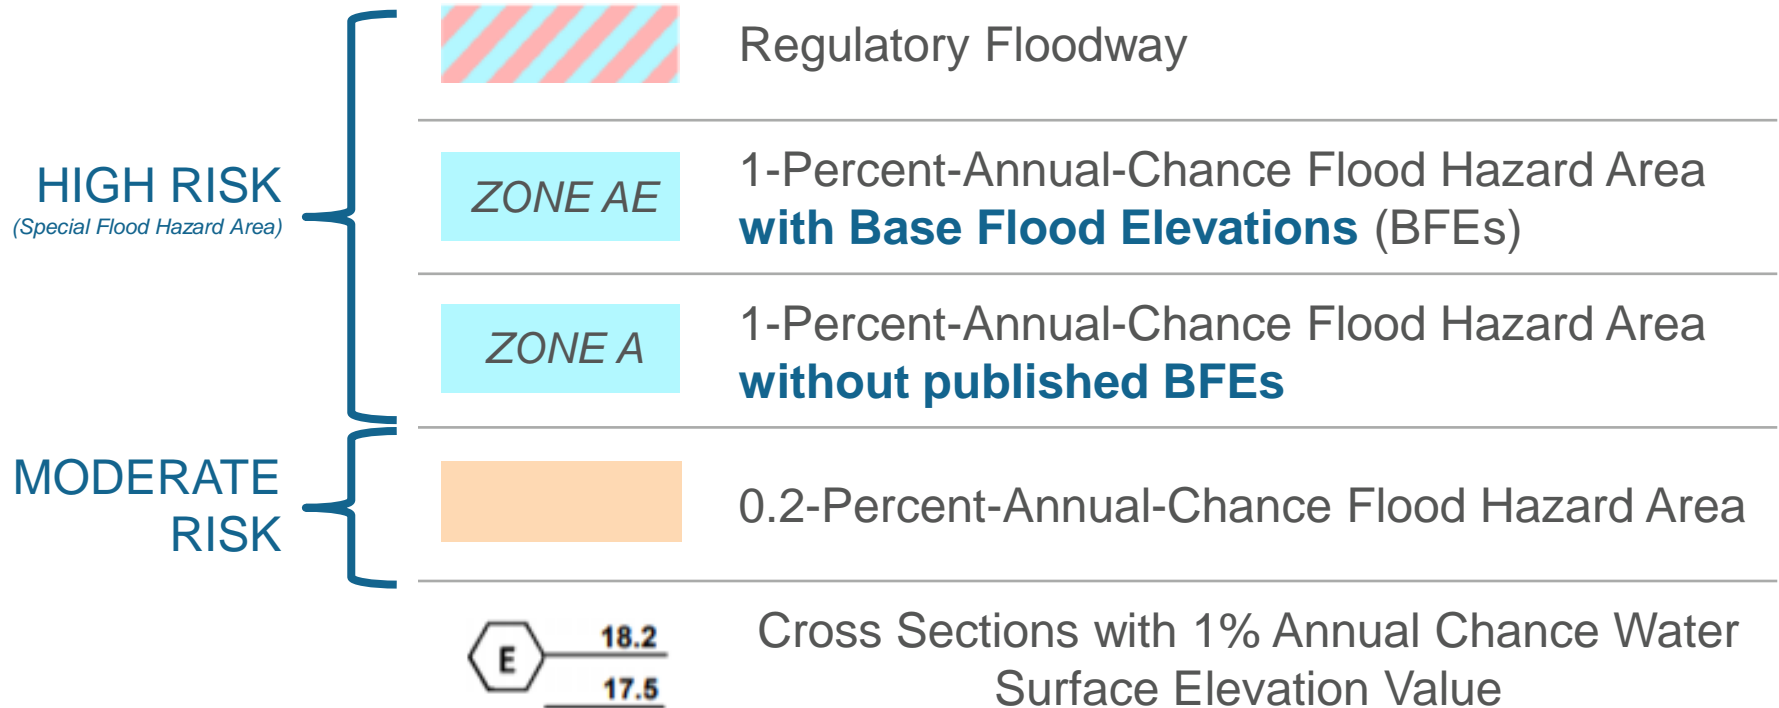 Regulatory Floodway
HIGH RISK
(Special Flood Hazard Area)
ZONE AE
1-Percent-Annual-Chance Flood Hazard Area
with Base Flood Elevations (BFEs)
ZONE A
1-Percent-Annual-Chance Flood Hazard Area
without published BFEs
MODERATE
RISK
0.2-Percent-Annual-Chance Flood Hazard Area
E
18.2
17.5
Cross Sections with 1% Annual Chance Water
Surface Elevation Value